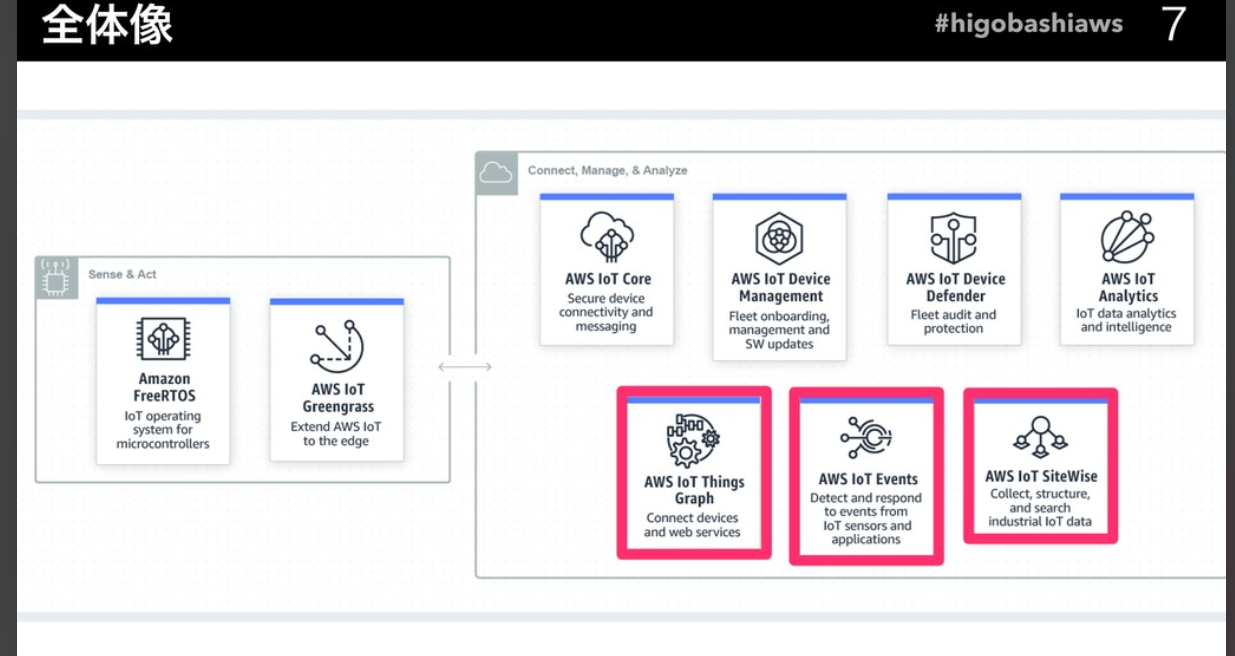 全体像
#higobashiaws
7
Connect, Manage, & Analyze
AWS IoT Core
Secure device
connectivity and
messaging
AWS IoT Device
Management
Fleet onboarding,
management and
SW updates
AWS IoT Device
Defender
Fleet audit and
protection
AWS IoT
Analytics
IoT data analytics
and intelligence
Sense & Act
Amazon
FreeRTOS
IoT operating
system for
microcontrollers
AWS IoT
Greengrass
Extend AWS IoT
to the edge
AWS IoT Things
Graph
Connect devices
and web services
AWS IoT Events
Detect and respond
to events from
IoT sensors and
applications
AWS IoT SiteWise
Collect, structure,
and search
industrial IoT data